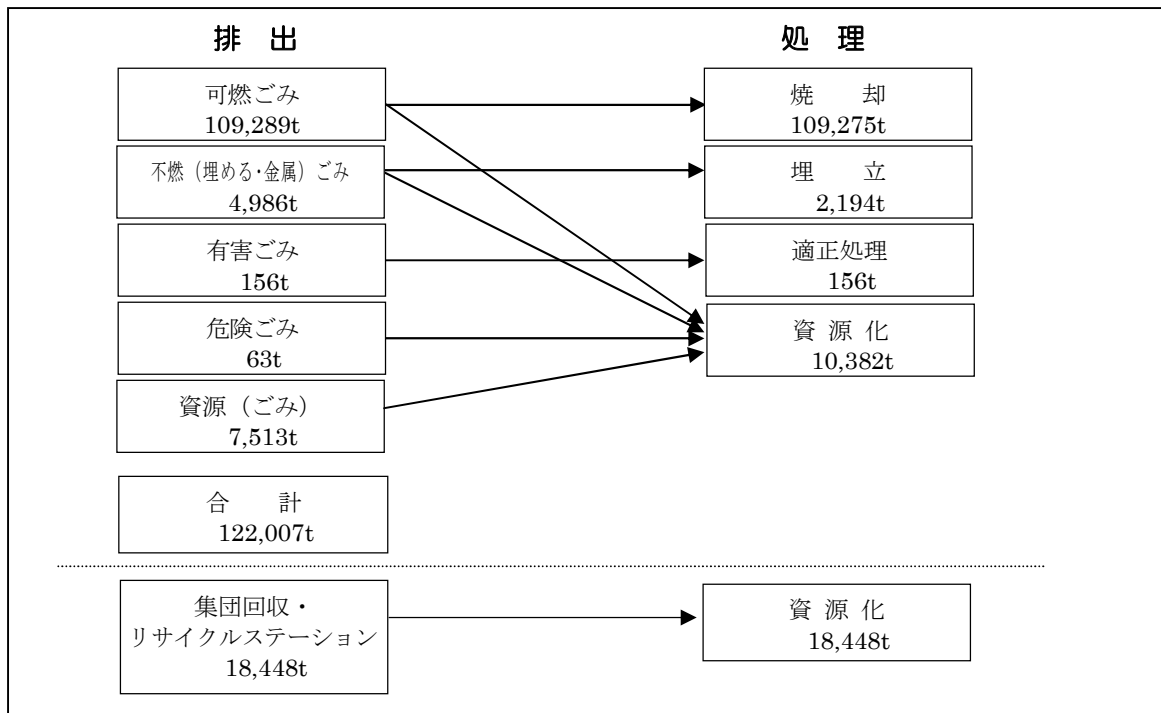 排 出
処 理
可燃ごみ
109,289t
焼 却
109,275t
不燃（埋める・金属）ごみ
4,986t
埋 立
2,194t
有害ごみ
156t
適正処理
156t
危険ごみ
63t
資 源 化
10,382t
資源（ごみ）
7,513t
合 計
122,007t
集団回収・
リサイクルステーション
18,448t
資 源 化
18,448t